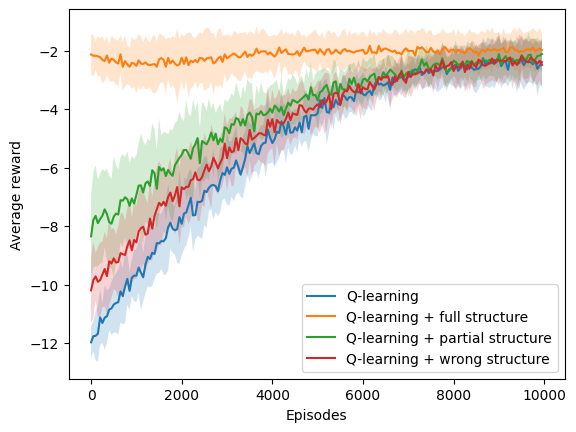 −2
−4
−6
−8
−10
−12
Average reward
0 2000 4000 6000 8000 10000
Episodes
Q-learning
Q-learning + full structure
Q-learning + partial structure
Q-learning + wrong structure